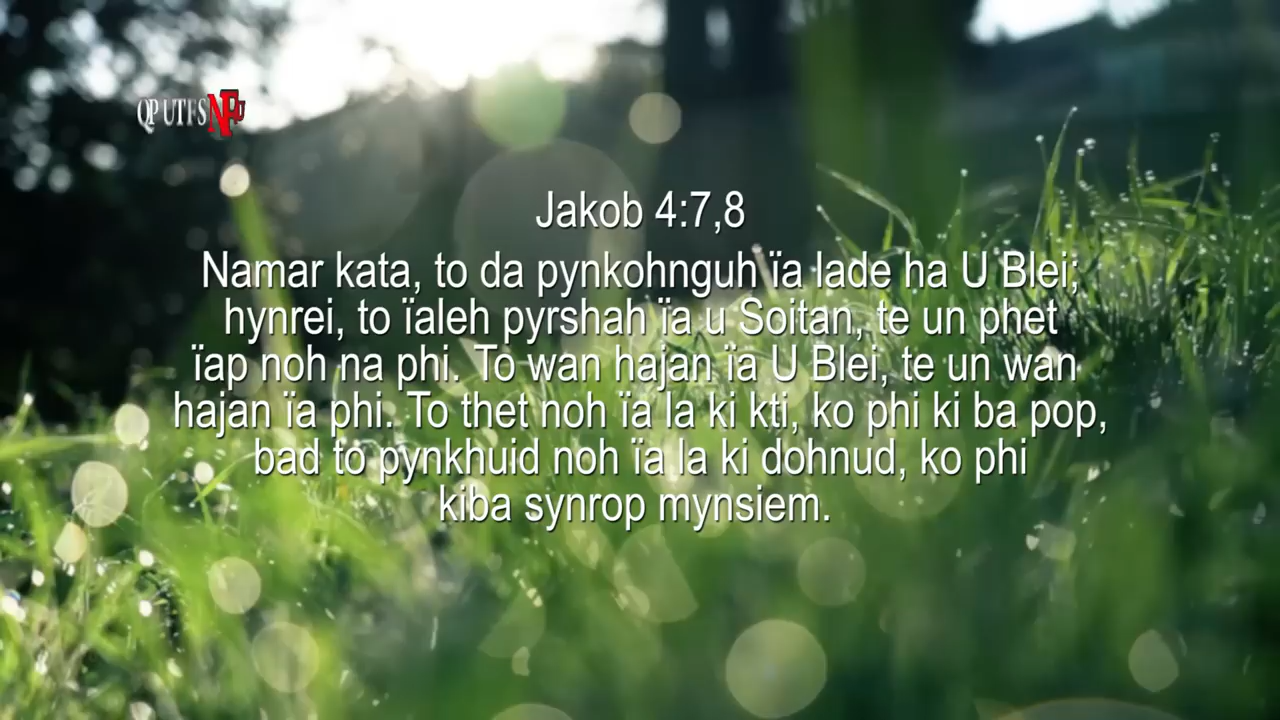 QP UTFS NFP
Jakob 4:7,8
Namar kata, to da pynkohnguh ïa lade ha U Blei;
hynrei, to ïaleh pyrshah ïa u Soitan, te un phet
ïap noh na phi. To wan hajan ïa U Blei, te un wan
hajan ïa phi. To thet noh ïa la ki kti, ko phi ki ba pop,
bad to pynkhuid noh ïa la ki dohnud, ko phi
kiba synrop mynsiem.